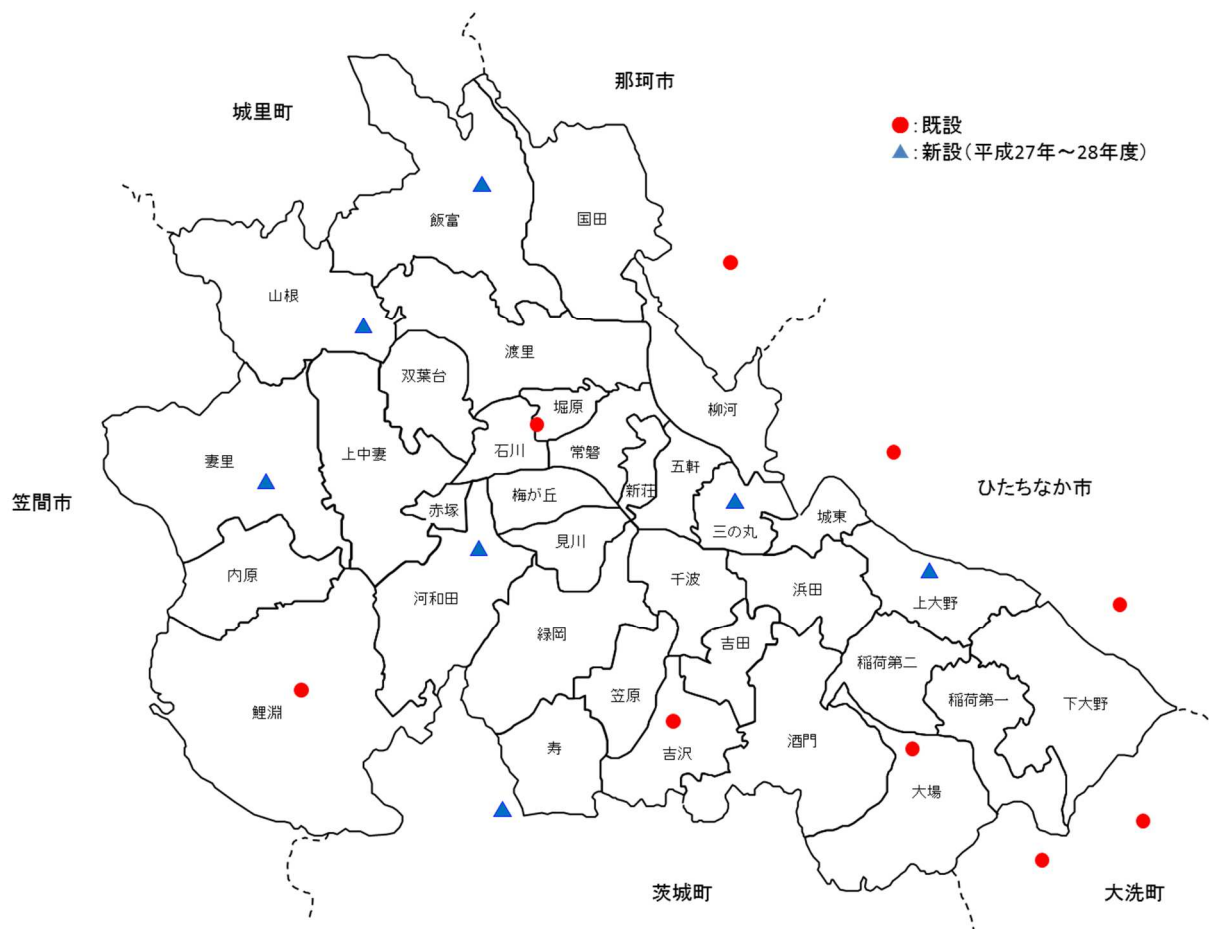 那珂市
城里町
●:既設
▲:新設(平成27年～28年度)
飯富
国田
山根
渡里
双葉台
堀原
柳河
石川
上中妻
常磐
五軒
妻里
ひたちなか市
梅が丘
新荘
笠間市
赤塚
城東
三の丸
見川
内原
千波
浜田
河和田
上大野
緑岡
吉田
稲荷第二
笠原
稲荷第一
下大野
鯉淵
寿
吉沢
酒門
大場
茨城町
大洗町